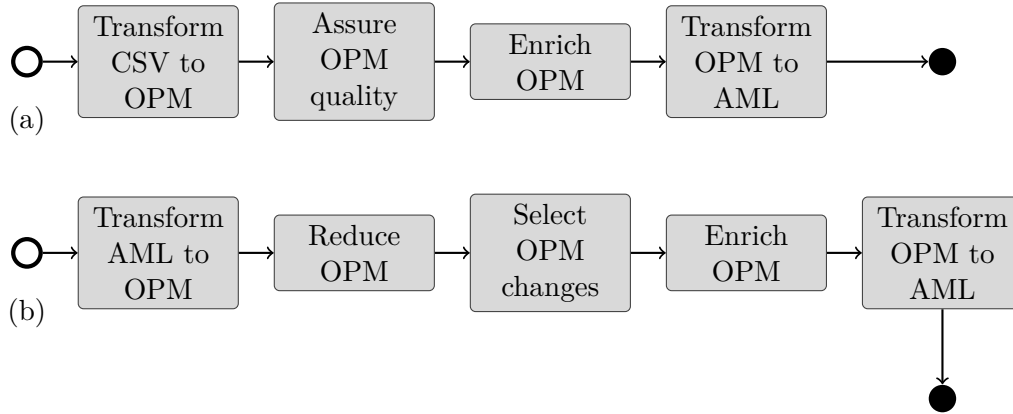 Transform
CSV to
OPM
Assure
OPM
quality
Enrich
OPM
Transform
OPM to
AML
(a)
Transform
AML to
OPM
Reduce
OPM
Select
OPM
changes
Enrich
OPM
Transform
OPM to
AML
(b)